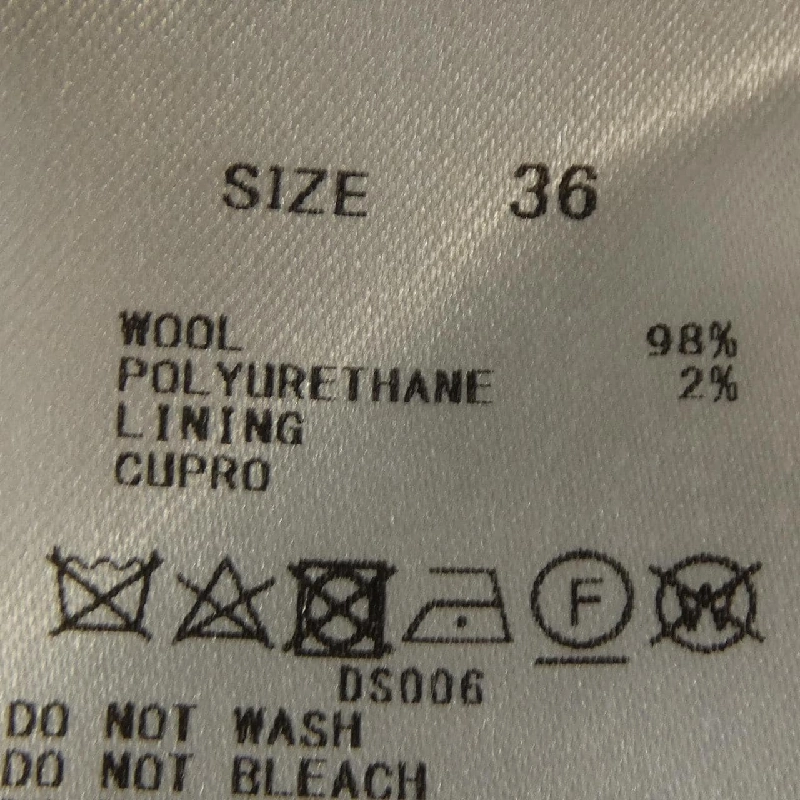 SIZE 36
WOOL 98%
POLYURETHANE 2%
LINING
CUPRO
F
W
DS006
DO NOT WASH
DO NOT BLEACH